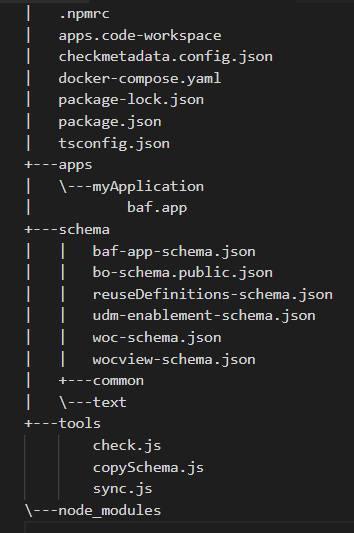 |   .npmrc
|   apps.code-workspace
|   checkmetadata.config.json
|   docker-compose.yaml
|   package-lock.json
|   package.json
|   tsconfig.json
+---apps
|   \---myApplication
|           baf.app
+---schema
|   |   baf-app-schema.json
|   |   bo-schema.public.json
|   |   reuseDefinitions-schema.json
|   |   udm-enablement-schema.json
|   |   woc-schema.json
|   |   wocview-schema.json
|   +---common
|   \---text
+---tools
        check.js
        copySchema.js
        sync.js
\---node_modules